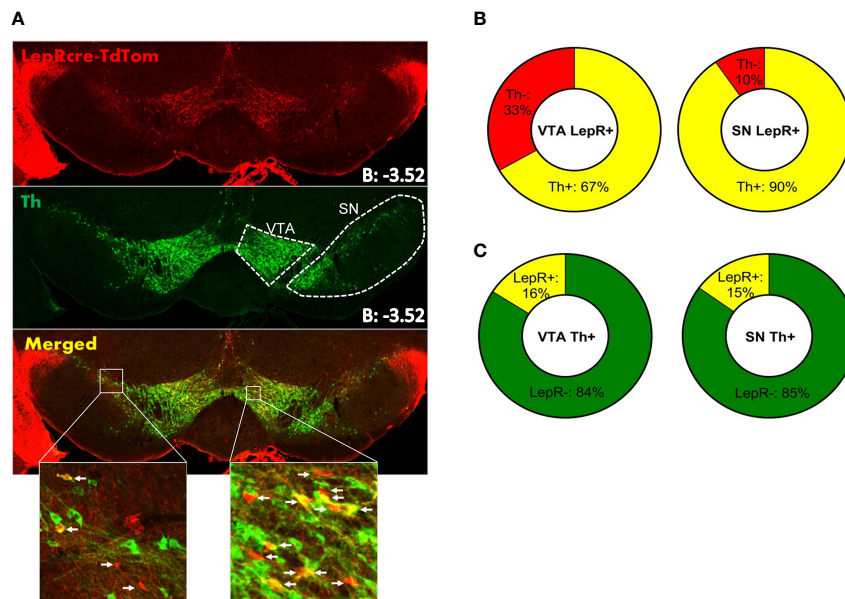 A
LepRcre-TdTom
B: -3.52
Th
VTA
SN
B: -3.52
Merged
B
Th-:
33%
VTA LepR+
Th+: 67%
Th-:
10%
SN LepR+
Th+: 90%
C
LepR+:
16%
VTA Th+
LepR-: 84%
LepR+:
15%
SN Th+
LepR-: 85%